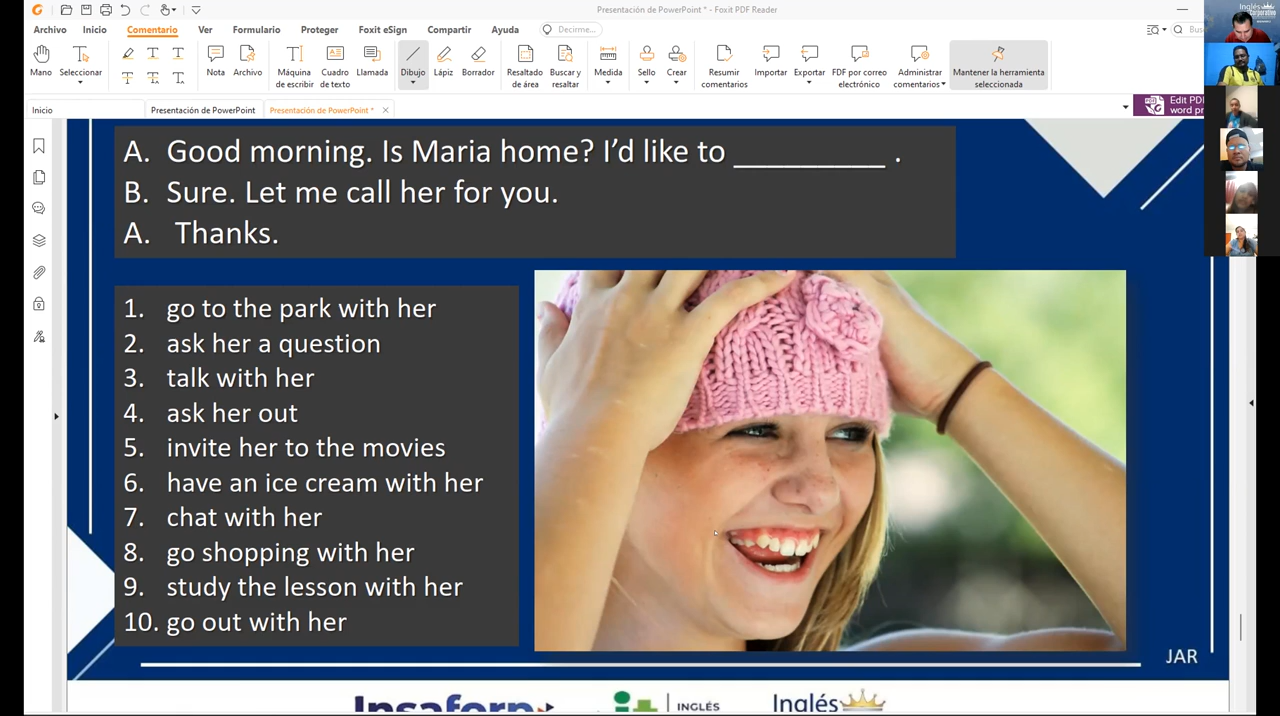 Presentación de PowerPoint * - Foxit PDF Reader
Archivo Inicio Comentario Ver Formulario Proteger Foxit eSign Compartir Ayuda Decirme...
Mano Seleccionar Nota Archivo Máquina de escribir Cuadro de texto Llamada Dibujo Lápiz Borrador Resaltado de área Buscar y resaltar Medida Sello Crear Resumir comentarios Importar Exportar FDF por correo electrónico Administrar comentarios Mantener la herramienta seleccionada
Inicio Presentación de PowerPoint Presentación de PowerPoint * Edit PDF
A. Good morning. Is Maria home? I'd like to _________ .
B. Sure. Let me call her for you.
A. Thanks.
1. go to the park with her
2. ask her a question
3. talk with her
4. ask her out
5. invite her to the movies
6. have an ice cream with her
7. chat with her
8. go shopping with her
9. study the lesson with her
10. go out with her
JAR
Insaforp INGLÉS Inglés